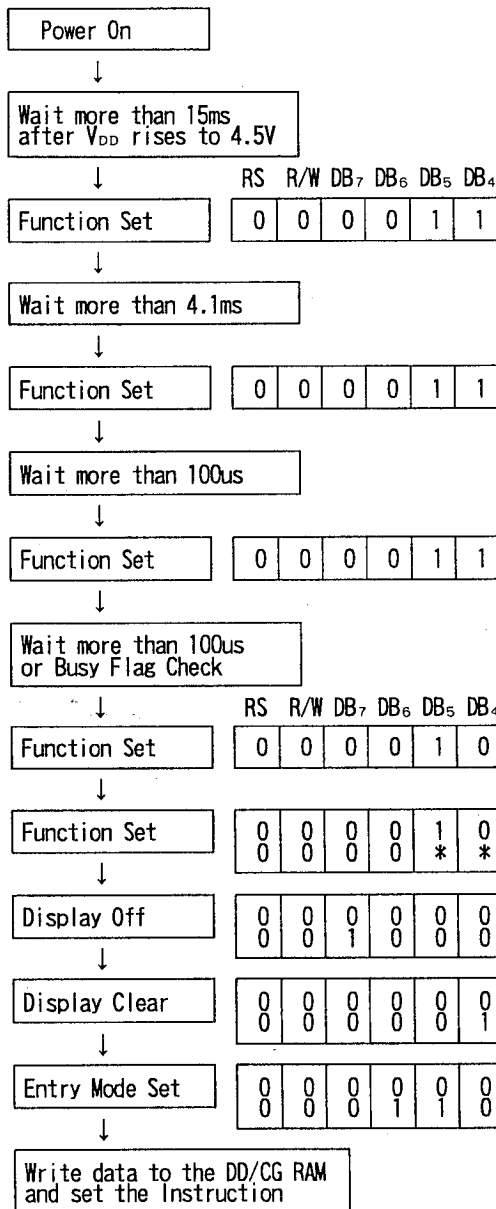 Power On
↓
Wait more than 15ms
after VDD rises to 4.5V
↓
RS R/W DB7 DB6 DB5 DB4
Function Set 0 0 0 0 1 1
↓
Wait more than 4.1ms
↓
Function Set 0 0 0 0 1 1
↓
Wait more than 100us
↓
Function Set 0 0 0 0 1 1
↓
Wait more than 100us
or Busy Flag Check
↓
RS R/W DB7 DB6 DB5 DB4
Function Set 0 0 0 0 1 0
↓
Function Set 0 0 0 0 1 0
0 0 0 0 * *
↓
Display Off 0 0 0 0 0 0
0 0 1 0 0 0
↓
Display Clear 0 0 0 0 0 0
0 0 0 0 0 1
↓
Entry Mode Set 0 0 0 0 0 0
0 0 0 1 1 0
↓
Write data to the DD/CG RAM
and set the Instruction